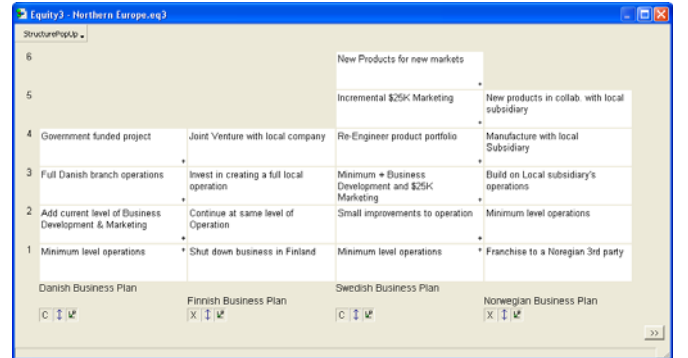 Equity3 - Northern Europe.eq3
StructurePopUp
6
New Products for new markets
5
Incremental $25K Marketing
New products in collab. with local
subsidiary
4
Government funded project
Joint Venture with local company
Re-Engineer product portfolio
Manufacture with local
Subsidiary
3
Full Danish branch operations
Invest in creating a full local
operation
Minimum + Business
Development and $25K
Marketing
Build on Local subsidiary's
operations
2
Add current level of Business
Development & Marketing
Continue at same level of
Operation
Small improvements to operation
Minimum level operations
1
Minimum level operations
Shut down business in Finland
Minimum level operations
Franchise to a Noregian 3rd party
Danish Business Plan
Finnish Business Plan
Swedish Business Plan
Norwegian Business Plan
C
X
C
X
>>